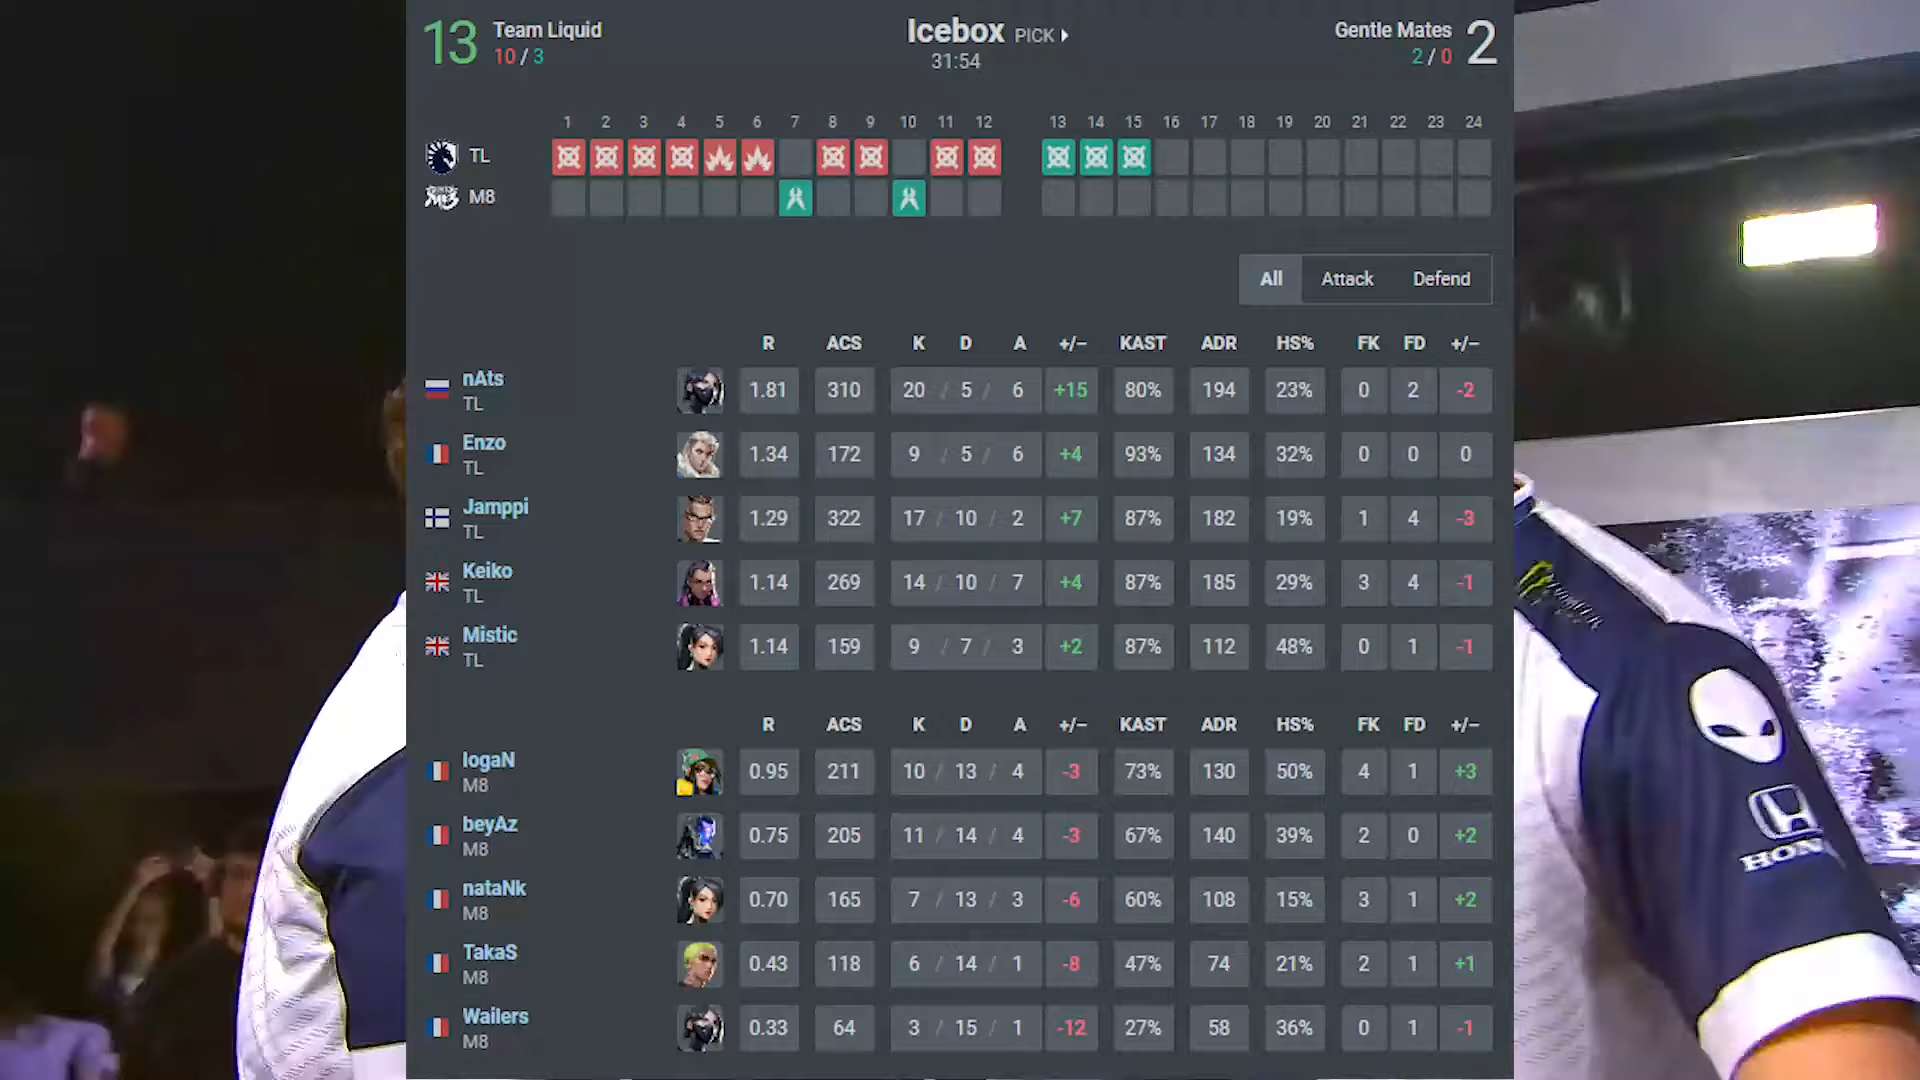 13 Team Liquid Icebox PICK Gentle Mates 2
10 / 3 31:54 2 / 0
1 2 3 4 5 6 7 8 9 10 11 12 13 14 15 16 17 18 19 20 21 22 23 24
TL
M8
All Attack Defend
R ACS K D A +/– KAST ADR HS% FK FD +/–
nAts TL 1.81 310 20 / 5 / 6 +15 80% 194 23% 0 2 -2
Enzo TL 1.34 172 9 / 5 / 6 +4 93% 134 32% 0 0 0
Jamppi TL 1.29 322 17 / 10 / 2 +7 87% 182 19% 1 4 -3
Keiko TL 1.14 269 14 / 10 / 7 +4 87% 185 29% 3 4 -1
Mistic TL 1.14 159 9 / 7 / 3 +2 87% 112 48% 0 1 -1
R ACS K D A +/– KAST ADR HS% FK FD +/–
logaN M8 0.95 211 10 / 13 / 4 -3 73% 130 50% 4 1 +3
beyAz M8 0.75 205 11 / 14 / 4 -3 67% 140 39% 2 0 +2
nataNk M8 0.70 165 7 / 13 / 3 -6 60% 108 15% 3 1 +2
TakaS M8 0.43 118 6 / 14 / 1 -8 47% 74 21% 2 1 +1
Wailers M8 0.33 64 3 / 15 / 1 -12 27% 58 36% 0 1 -1
HON